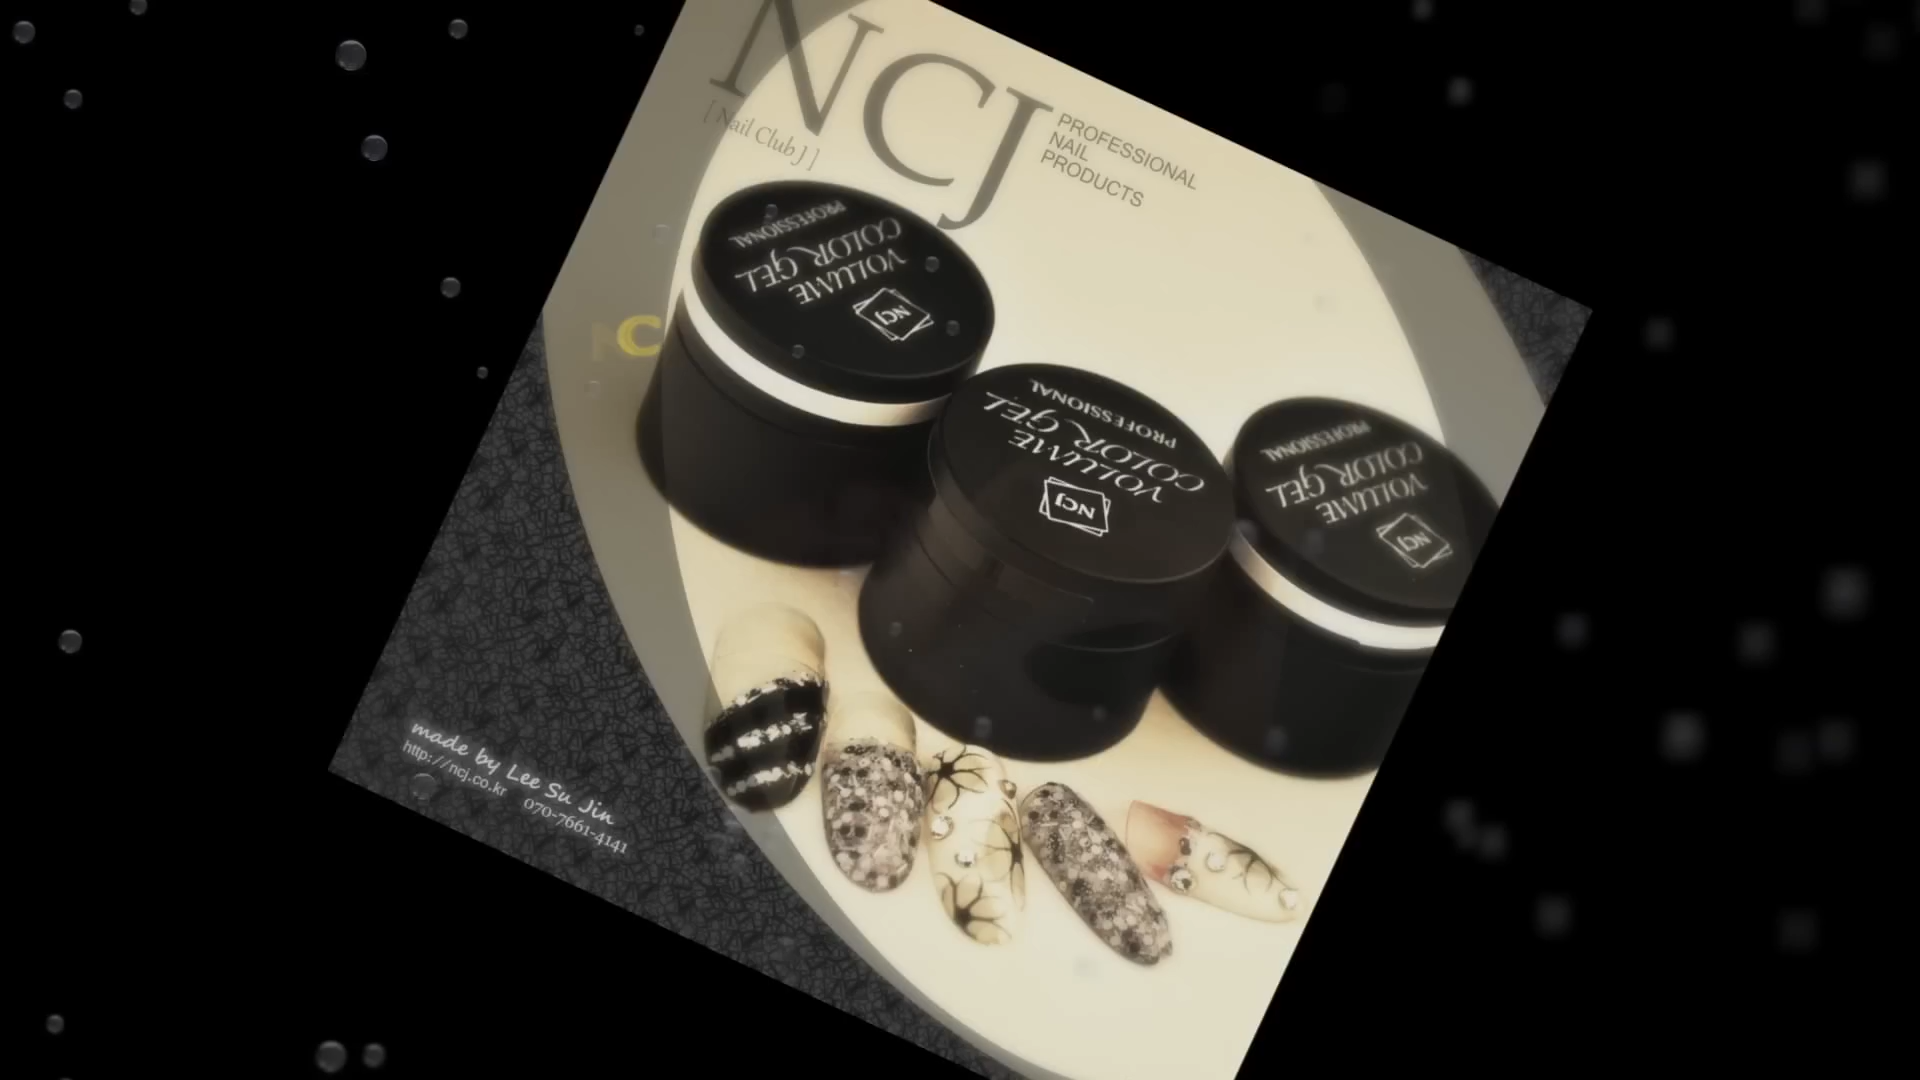 NCJ
[ Nail Club J ]
PROFESSIONAL
NAIL
PRODUCTS
NCJ
VOLUME
COLOR GEL
PROFESSIONAL
NCJ
VOLUME
COLOR GEL
PROFESSIONAL
NCJ
VOLUME
COLOR GEL
PROFESSIONAL
NC
made by Lee Su Jin
http://ncj.co.kr 070-7661-4141